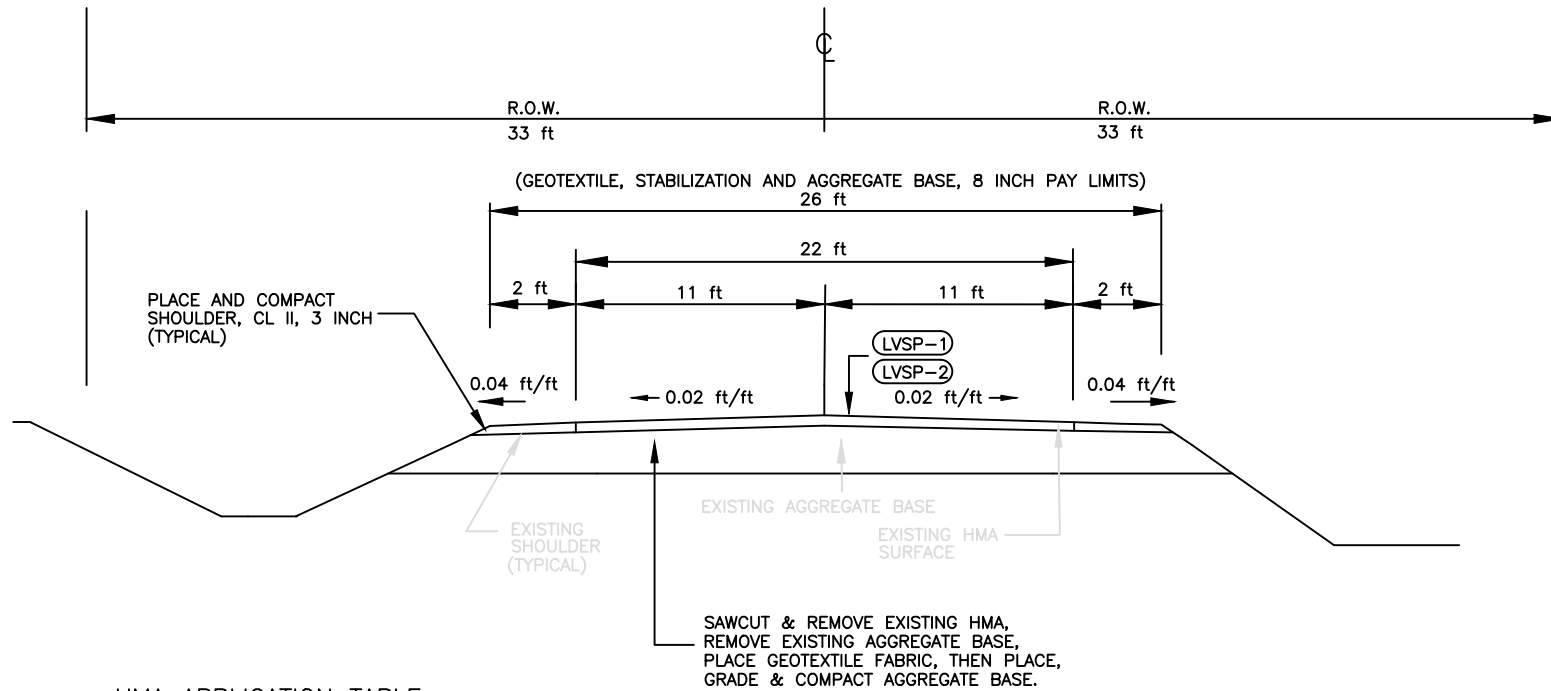 ℄
R.O.W.
33 ft
R.O.W.
33 ft
(GEOTEXTILE, STABILIZATION AND AGGREGATE BASE, 8 INCH PAY LIMITS)
26 ft
22 ft
2 ft
11 ft
11 ft
2 ft
PLACE AND COMPACT
SHOULDER, CL II, 3 INCH
(TYPICAL)
LVSP-1
LVSP-2
0.04 ft/ft
0.02 ft/ft
0.02 ft/ft
0.04 ft/ft
EXISTING AGGREGATE BASE
EXISTING
SHOULDER
(TYPICAL)
EXISTING HMA
SURFACE
SAWCUT & REMOVE EXISTING HMA,
REMOVE EXISTING AGGREGATE BASE,
PLACE GEOTEXTILE FABRIC, THEN PLACE,
GRADE & COMPACT AGGREGATE BASE.
HMA APPLICATION TABLE